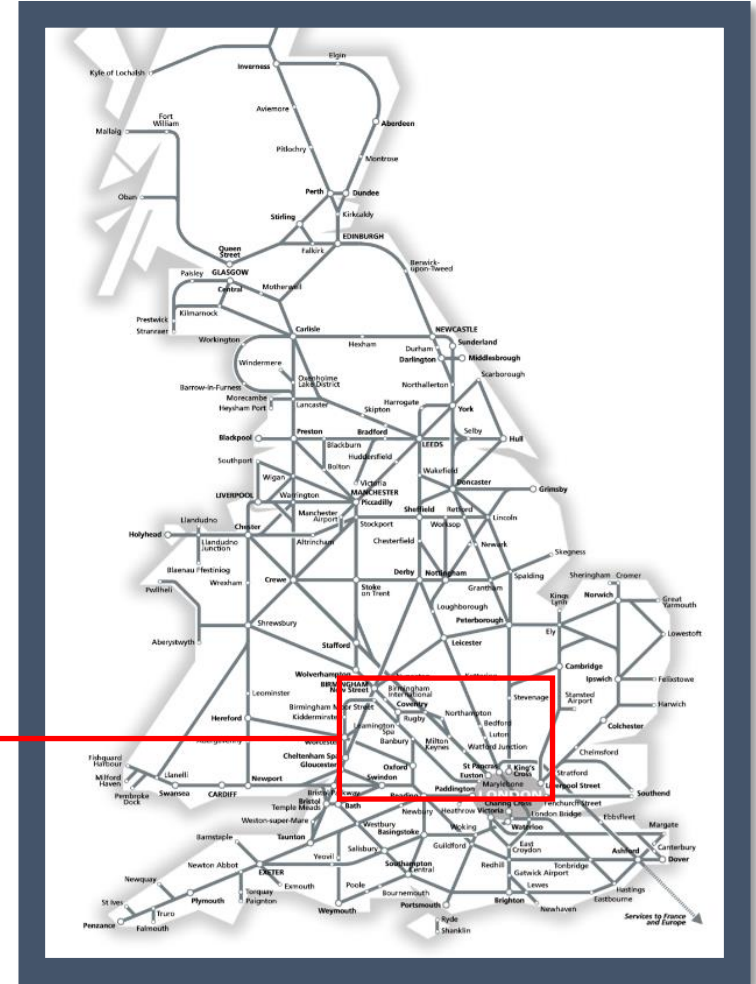 Kyle of Lochalsh
Inverness
Elgin
Aviemore
Aberdeen
Fort
William
Mallaig
Pitlochry
Montrose
Perth
Dundee
Oban
Stirling
Kirkcaldy
EDINBURGH
Falkirk
Queen
Street
GLASGOW
Central
Paisley
Motherwell
Berwick-
upon-Tweed
Prestwick
Kilmarnock
Stranraer
Carlisle
Hexham
NEWCASTLE
Sunderland
Workington
Durham
Darlington
Middlesbrough
Windermere
Oxenholme
Lake District
Scarborough
Barrow-in-Furness
Northallerton
Morecambe
Heysham Port
Lancaster
Harrogate
Skipton
York
Blackpool
Preston
Bradford
Blackburn
LEEDS
Selby
Hull
Huddersfield
Southport
Bolton
Wakefield
Wigan
Victoria
MANCHESTER
Piccadilly
Doncaster
Grimsby
LIVERPOOL
Warrington
Manchester
Airport
Stockport
Sheffield
Retford
Worksop
Lincoln
Llandudno
Holyhead
Llandudno
Junction
Chester
Altrincham
Chesterfield
Newark
Skegness
Blaenau Ffestiniog
Wrexham
Crewe
Stoke
on Trent
Derby
Nottingham
Grantham
Spalding
Sheringham
Cromer
Pwllheli
Kings
Lynn
Norwich
Great
Yarmouth
Loughborough
Shrewsbury
Peterborough
Ely
Lowestoft
Aberystwyth
Stafford
Leicester
Wolverhampton
Cambridge
BIRMINGHAM
New Street
Birmingham
International
Ipswich
Felixstowe
Leominster
Stevenage
Stansted
Airport
Harwich
Birmingham Moor Street
Coventry
Rugby
Northampton
Kidderminster
Hereford
Leamington
Spa
Bedford
Colchester
Worcester
Banbury
Milton
Keynes
Luton
Watford Junction
Chelmsford
Cheltenham Spa
Gloucester
Oxford
St Pancras
King's
Cross
Euston
Marylebone
Stratford
Liverpool Street
Fishguard
Harbour
Milford
Haven
Pembroke
Dock
Llanelli
Swansea
CARDIFF
Newport
Swindon
Paddington
Southend
Bristol Parkway
Reading
Bristol
Temple Meads
Bath
Newbury
Heathrow
Victoria
Charing Cross
Fenchurch Street
London Bridge
Ebbsfleet
Weston-super-Mare
Westbury
Basingstoke
Woking
Waterloo
Margate
Barnstaple
Taunton
Salisbury
Guildford
East
Croydon
Canterbury
Ashford
Dover
Newton Abbot
Yeovil
Redhill
Tonbridge
Gatwick Airport
EXETER
Southampton
Central
Newquay
Exmouth
Poole
Bournemouth
Lewes
Hastings
Eastbourne
Plymouth
Torquay
Paignton
St Ives
Truro
Weymouth
Portsmouth
Brighton
Newhaven
Penzance
Falmouth
Ryde
Shanklin
Services to France
and Europe